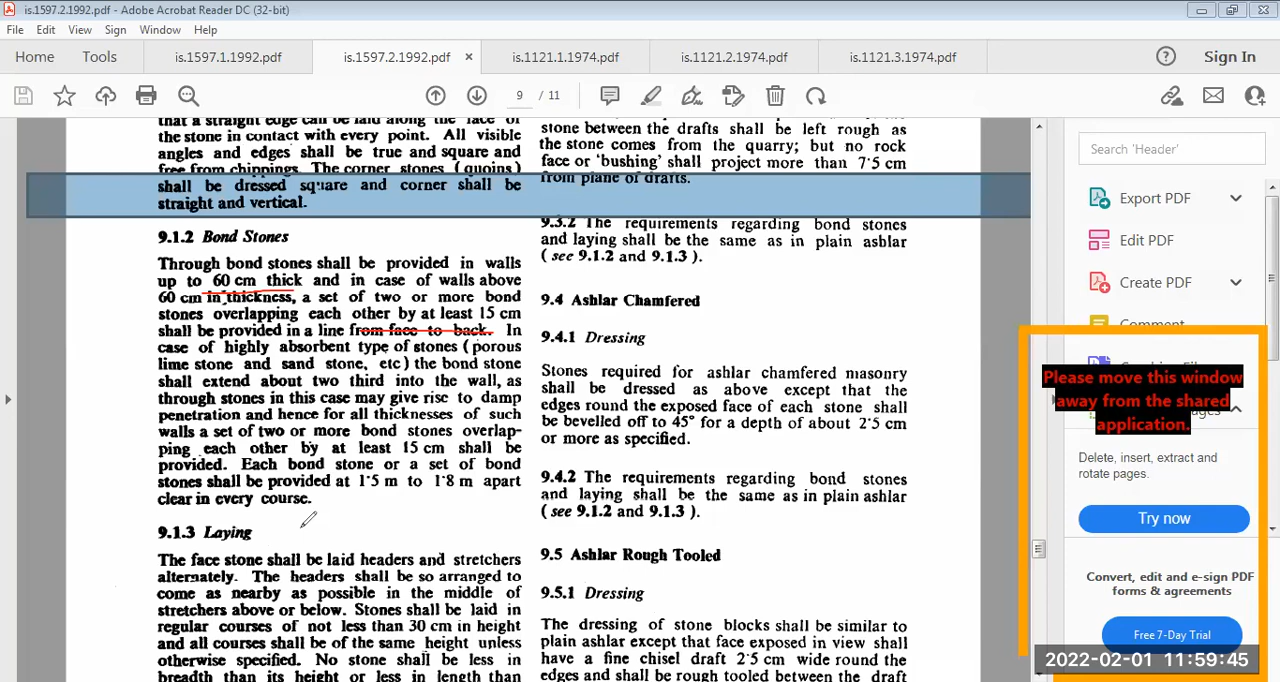 is.1597.2.1992.pdf - Adobe Acrobat Reader DC (32-bit)
File Edit View Sign Window Help
Home Tools is.1597.1.1992.pdf is.1597.2.1992.pdf × is.1121.1.1974.pdf is.1121.2.1974.pdf is.1121.3.1974.pdf Sign In
9 / 11
that a straight edge can be laid along the face of
the stone in contact with every point. All visible
angles and edges shall be true and square and
free from chippings. The corner stones ( quoins )
shall be dressed square and corner shall be
straight and vertical.
9.1.2 Bond Stones
Through bond stones shall be provided in walls
up to 60 cm thick and in case of walls above
60 cm in thickness, a set of two or more bond
stones overlapping each other by at least 15 cm
shall be provided in a line from face to back. In
case of highly absorbent type of stones ( porous
lime stone and sand stone, etc ) the bond stone
shall extend about two third into the wall, as
through stones in this case may give rise to damp
penetration and hence for all thicknesses of such
walls a set of two or more bond stones overlap-
ping each other by at least 15 cm shall be
provided. Each bond stone or a set of bond
stones shall be provided at 1·5 m to 1·8 m apart
clear in every course.
9.1.3 Laying
The face stone shall be laid headers and stretchers
alternately. The headers shall be so arranged to
come as nearby as possible in the middle of
stretchers above or below. Stones shall be laid in
regular courses of not less than 30 cm in height
and all courses shall be of the same height unless
otherwise specified. No stone shall be less in
breadth than its height or less in length than
stone between the drafts shall be left rough as
the stone comes from the quarry; but no rock
face or 'bushing' shall project more than 7·5 cm
from plane of drafts.
9.3.2 The requirements regarding bond stones
and laying shall be the same as in plain ashlar
( see 9.1.2 and 9.1.3 ).
9.4 Ashlar Chamfered
9.4.1 Dressing
Stones required for ashlar chamfered masonry
shall be dressed as above except that the
edges round the exposed face of each stone shall
be bevelled off to 45° for a depth of about 2·5 cm
or more as specified.
9.4.2 The requirements regarding bond stones
and laying shall be the same as in plain ashlar
( see 9.1.2 and 9.1.3 ).
9.5 Ashlar Rough Tooled
9.5.1 Dressing
The dressing of stone blocks shall be similar to
plain ashlar except that face exposed in view shall
have a fine chisel draft 2·5 cm wide round the
edges and shall be rough tooled between the draft
Search 'Header'
Export PDF
Edit PDF
Create PDF
Comment
Please move this window
away from the shared
application.
Delete, insert, extract and
rotate pages.
Try now
Convert, edit and e-sign PDF
forms & agreements
Free 7-Day Trial
2022-02-01 11:59:45